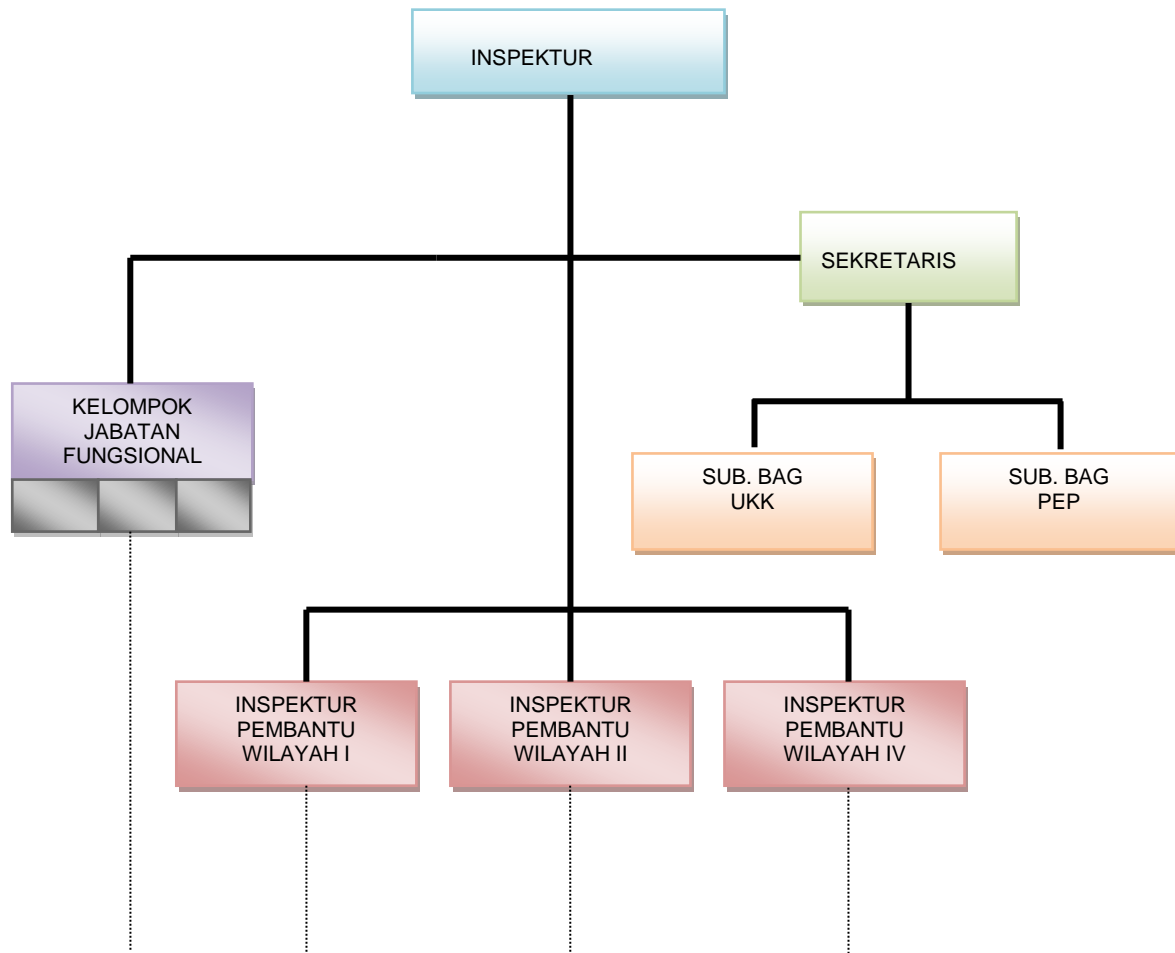 INSPEKTUR
SEKRETARIS
KELOMPOK
JABATAN
FUNGSIONAL
SUB. BAG
UKK
SUB. BAG
PEP
INSPEKTUR
PEMBANTU
WILAYAH I
INSPEKTUR
PEMBANTU
WILAYAH II
INSPEKTUR
PEMBANTU
WILAYAH IV